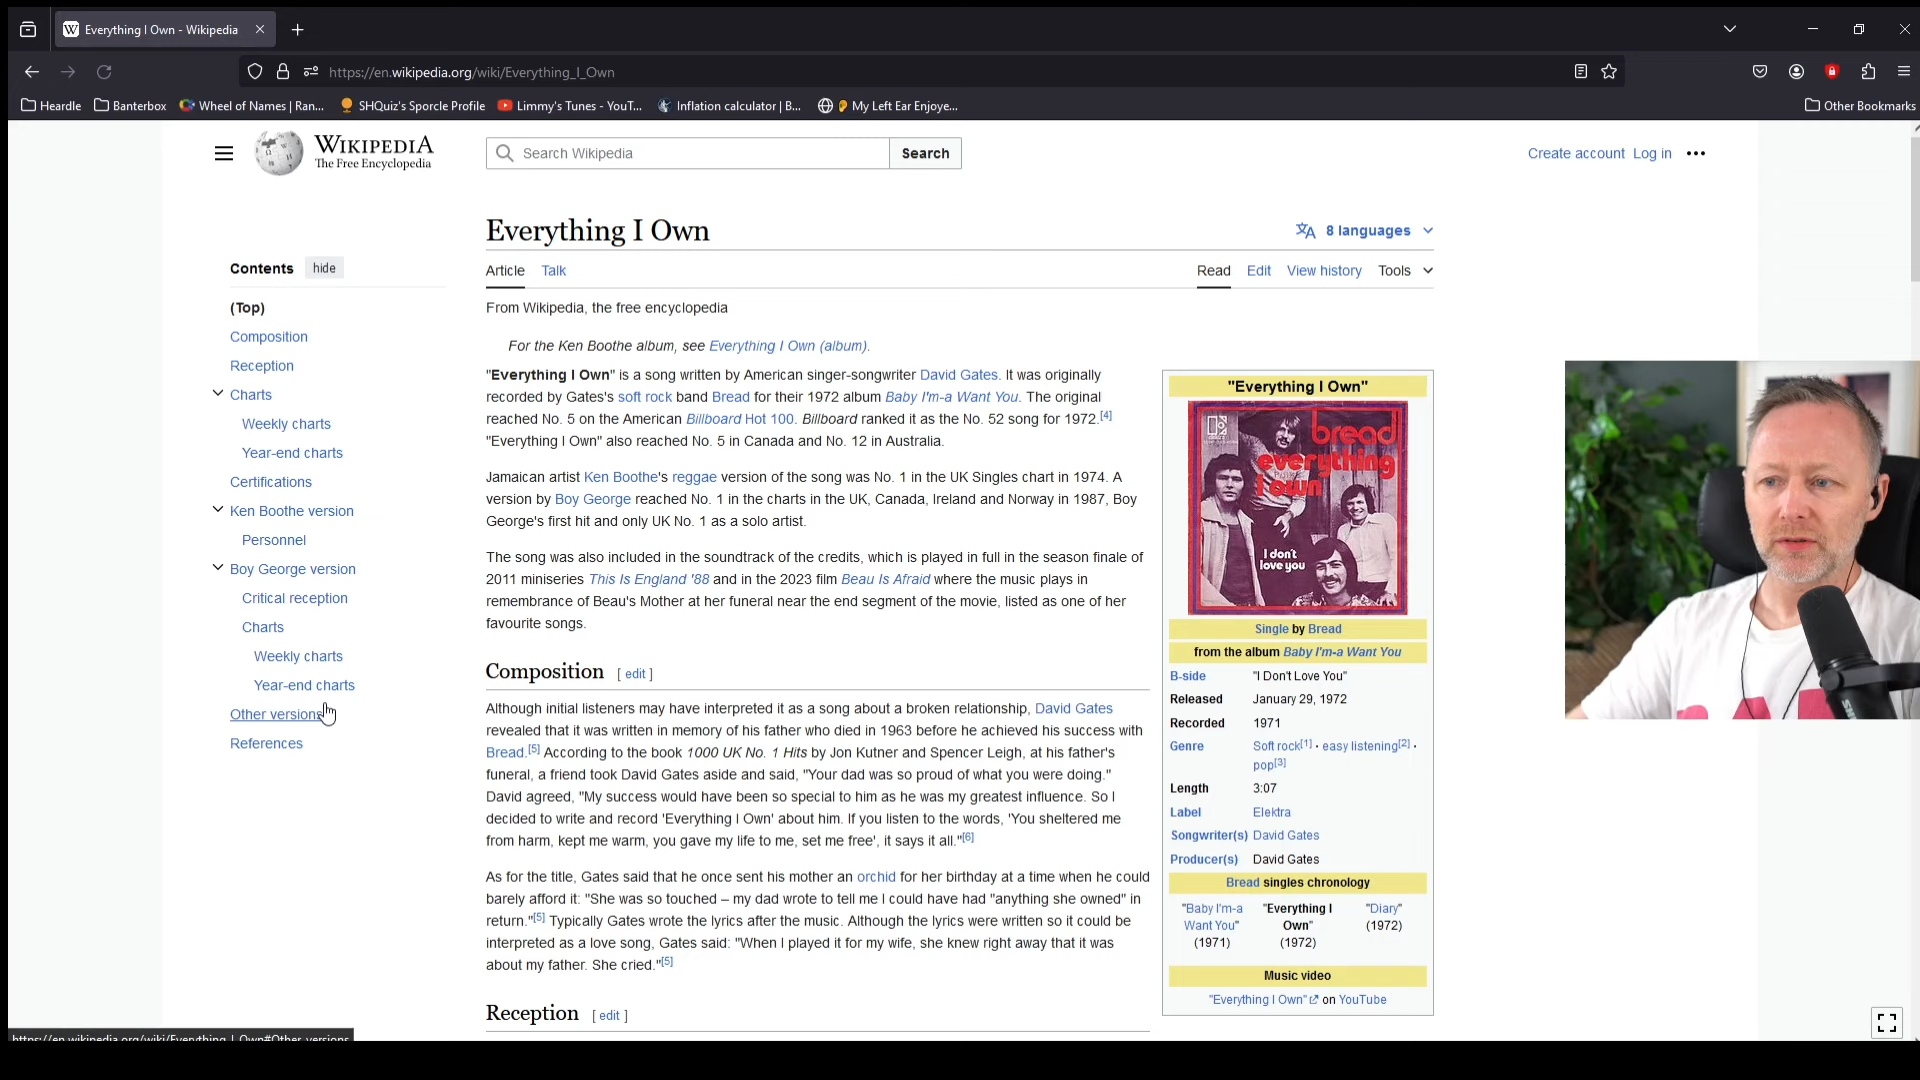 Everything I Own - Wikipedia
https://en.wikipedia.org/wiki/Everything_I_Own
Heardle
Banterbox
Wheel of Names | Ran...
SHQuiz's Sporcle Profile
Limmy's Tunes - YouT...
Inflation calculator | B...
My Left Ear Enjoye...
Other Bookmarks
WIKIPEDIA
The Free Encyclopedia
Search Wikipedia
Search
Create account
Log in
Everything I Own
8 languages
Contents
hide
Article
Talk
Read
Edit
View history
Tools
(Top)
Composition
Reception
Charts
Weekly charts
Year-end charts
Certifications
Ken Boothe version
Personnel
Boy George version
Critical reception
Charts
Weekly charts
Year-end charts
Other versions
References
From Wikipedia, the free encyclopedia
For the Ken Boothe album, see Everything I Own (album).
"Everything I Own" is a song written by American singer-songwriter David Gates. It was originally
recorded by Gates's soft rock band Bread for their 1972 album Baby I'm-a Want You. The original
reached No. 5 on the American Billboard Hot 100. Billboard ranked it as the No. 52 song for 1972.[4]
"Everything I Own" also reached No. 5 in Canada and No. 12 in Australia.
Jamaican artist Ken Boothe's reggae version of the song was No. 1 in the UK Singles chart in 1974. A
version by Boy George reached No. 1 in the charts in the UK, Canada, Ireland and Norway in 1987, Boy
George's first hit and only UK No. 1 as a solo artist.
The song was also included in the soundtrack of the credits, which is played in full in the season finale of
2011 miniseries This Is England '88 and in the 2023 film Beau Is Afraid where the music plays in
remembrance of Beau's Mother at her funeral near the end segment of the movie, listed as one of her
favourite songs.
Composition [ edit ]
Although initial listeners may have interpreted it as a song about a broken relationship, David Gates
revealed that it was written in memory of his father who died in 1963 before he achieved his success with
Bread.[5] According to the book 1000 UK No. 1 Hits by Jon Kutner and Spencer Leigh, at his father's
funeral, a friend took David Gates aside and said, "Your dad was so proud of what you were doing."
David agreed, "My success would have been so special to him as he was my greatest influence. So I
decided to write and record 'Everything I Own' about him. If you listen to the words, 'You sheltered me
from harm, kept me warm, you gave my life to me, set me free', it says it all."[6]
As for the title, Gates said that he once sent his mother an orchid for her birthday at a time when he could
barely afford it: "She was so touched – my dad wrote to tell me I could have had "anything she owned" in
return."[5] Typically Gates wrote the lyrics after the music. Although the lyrics were written so it could be
interpreted as a love song, Gates said: "When I played it for my wife, she knew right away that it was
about my father. She cried."[5]
Reception [ edit ]
"Everything I Own"
bread
everything
I own
I don't
love you
Single by Bread
from the album Baby I'm-a Want You
B-side "I Don't Love You"
Released January 29, 1972
Recorded 1971
Genre Soft rock[1] · easy listening[2] ·
pop[3]
Length 3:07
Label Elektra
Songwriter(s) David Gates
Producer(s) David Gates
Bread singles chronology
"Baby I'm-a "Everything I "Diary"
Want You" Own" (1972)
(1971) (1972)
Music video
"Everything I Own" on YouTube
https://en.wikipedia.org/wiki/Everything_I_Own#Other_versions